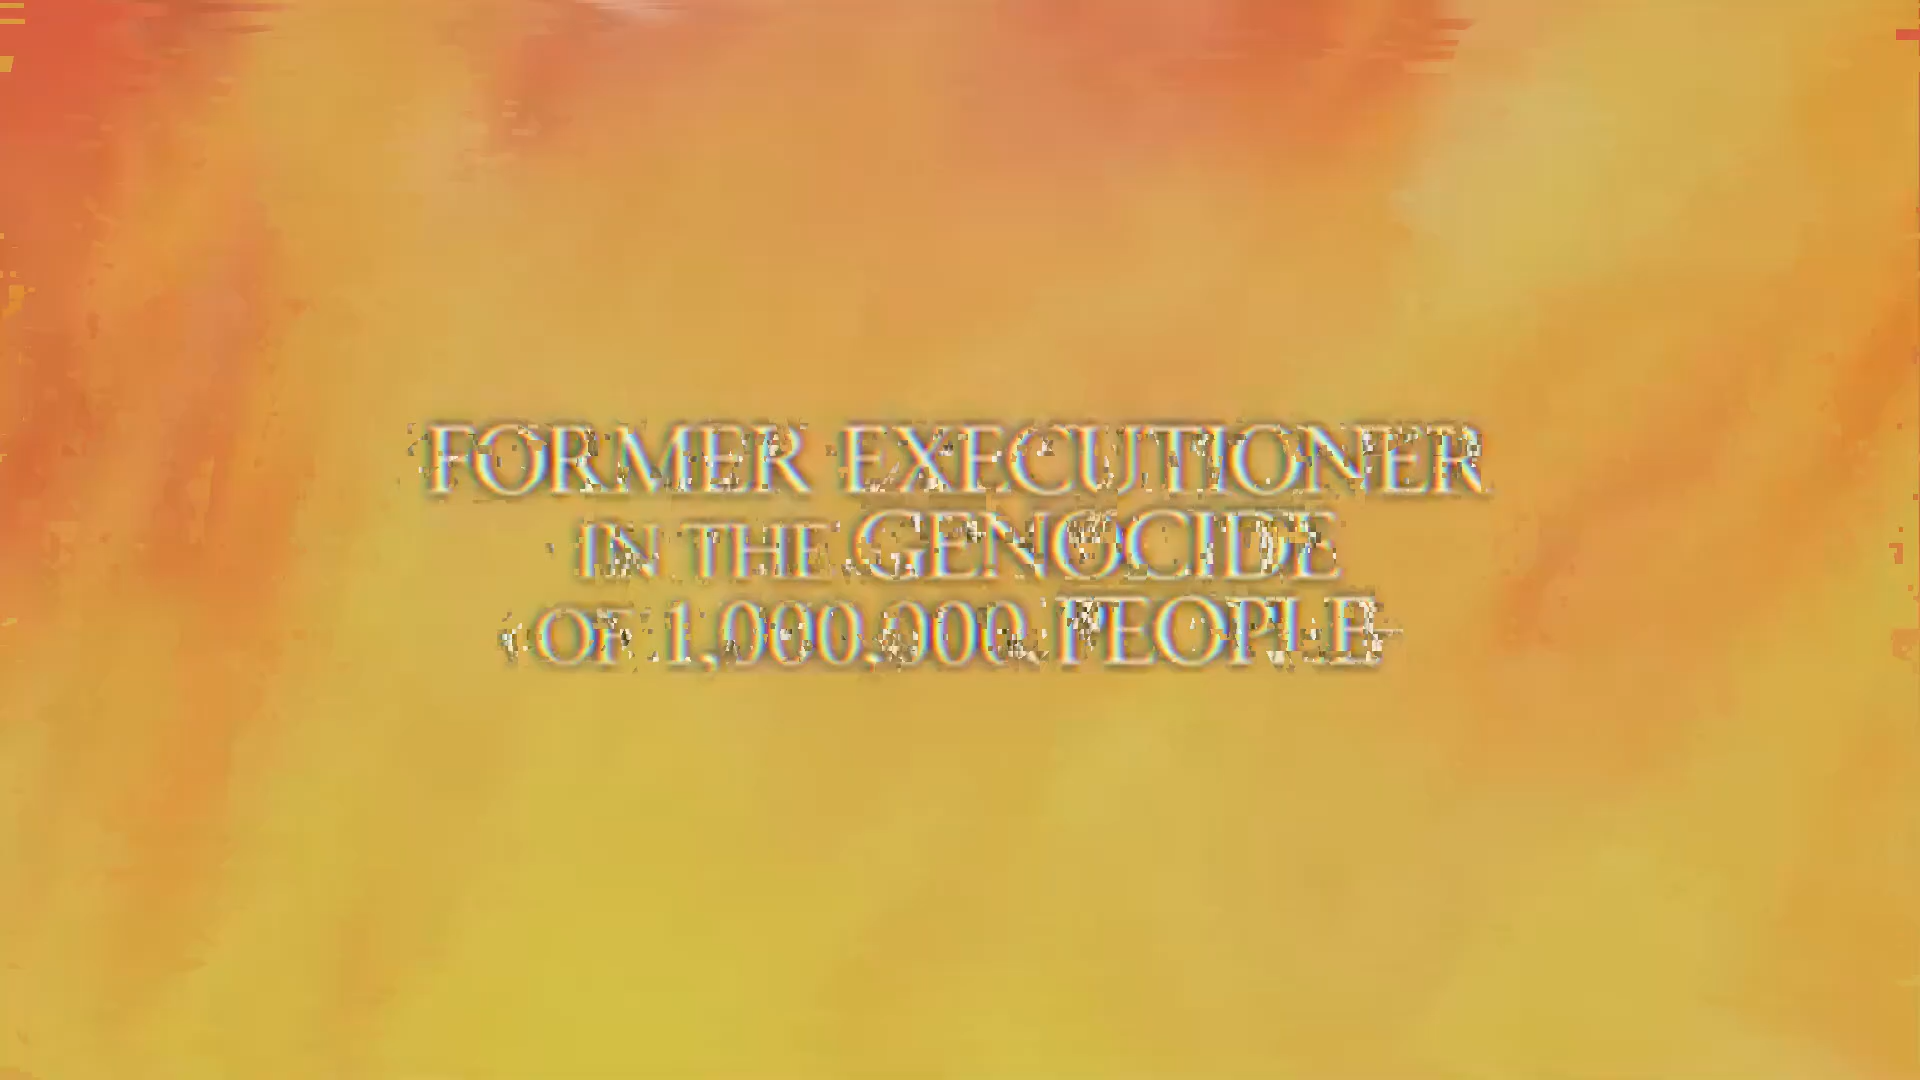 FORMER EXECUTIONER
IN THE GENOCIDE
OF 1,000,000 PEOPLE